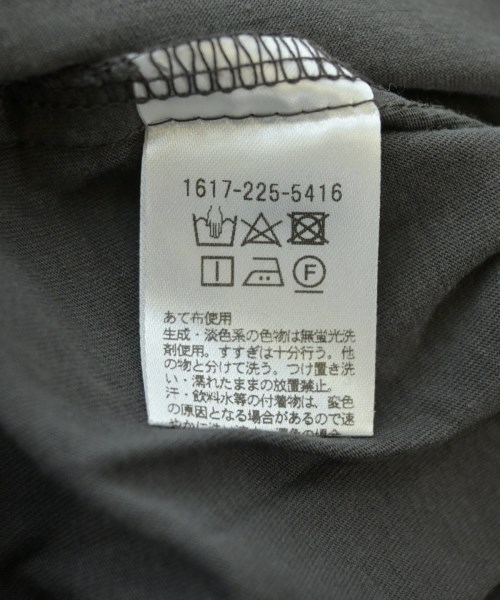 1617-225-5416
F
あて布使用
生成・淡色系の色物は無蛍光洗
剤使用。すすぎは十分行う。他
の物と分けて洗う。つけ置き洗
い・濡れたままの放置禁止。
汗・飲料水等の付着物は、変色
の原因となる場合があるので速
やかに